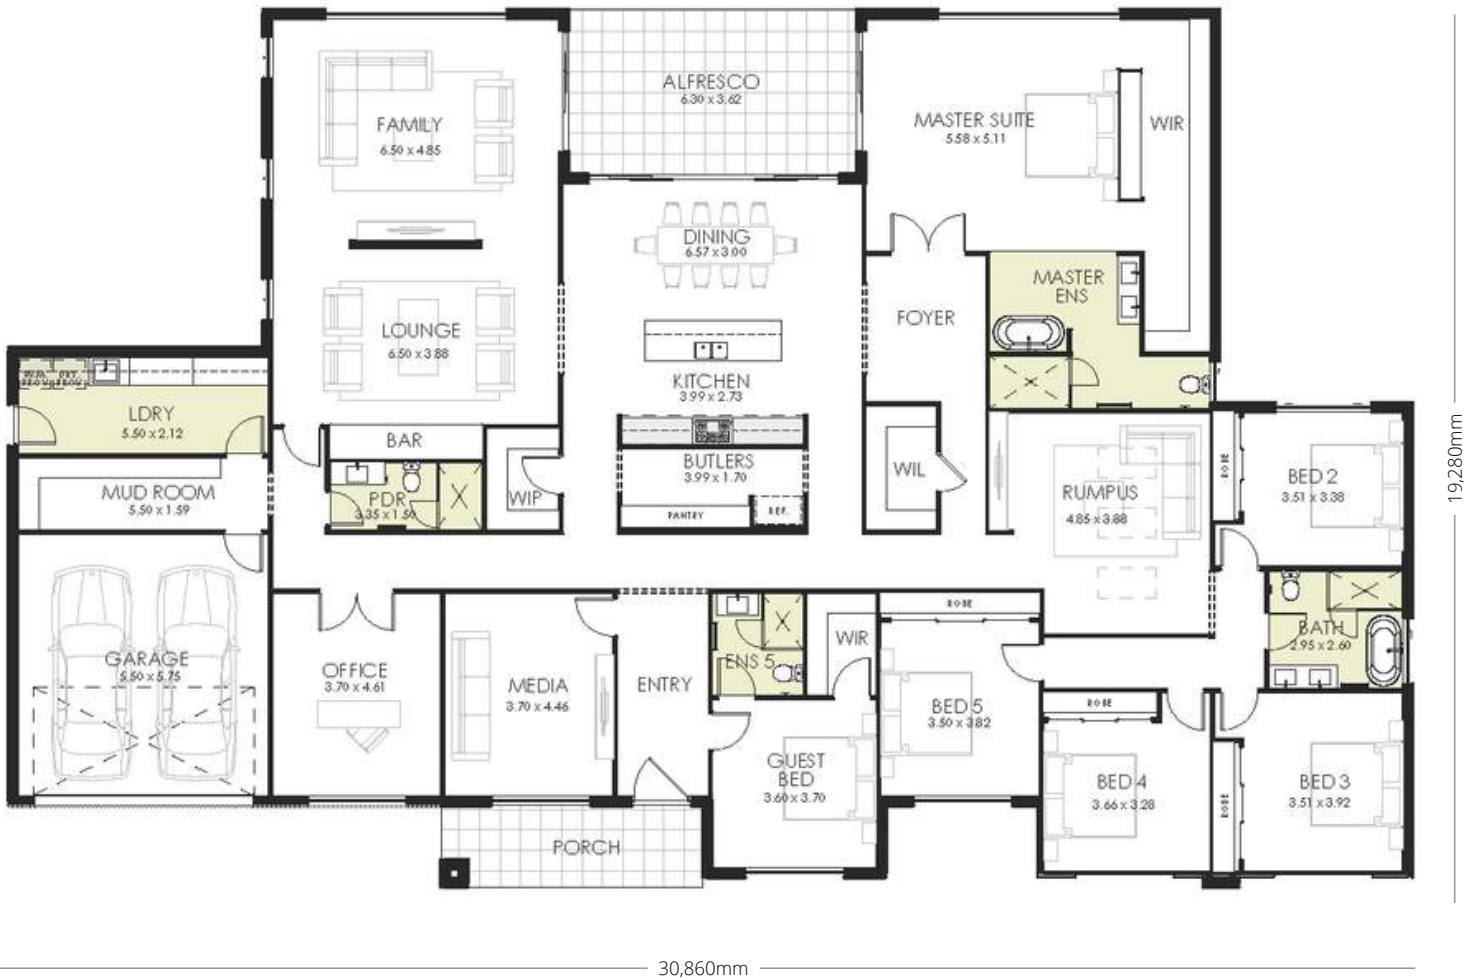 ALFRESCO
6.30 x 3.62
FAMILY
6.50 x 4.85
MASTER SUITE
5.58 x 5.11
WIR
DINING
6.57 x 3.00
MASTER
ENS
FOYER
LOUNGE
6.50 x 3.88
KITCHEN
3.99 x 2.73
LDRY
5.50 x 2.12
BAR
BUTLERS
3.99 x 1.70
PANTRY
REF.
WIP
WIL
PDR
3.35 x 1.50
MUD ROOM
5.50 x 1.59
RUMPUS
4.85 x 3.88
ROBE
BED 2
3.51 x 3.38
19,280mm
GARAGE
5.50 x 5.75
OFFICE
3.70 x 4.61
MEDIA
3.70 x 4.46
ENTRY
ENS 5
WIR
ROBE
BED 5
3.50 x 3.82
BATH
2.95 x 2.60
ROBE
GUEST
BED
3.60 x 3.70
BED 4
3.66 x 3.28
ROBE
BED 3
3.51 x 3.92
PORCH
30,860mm